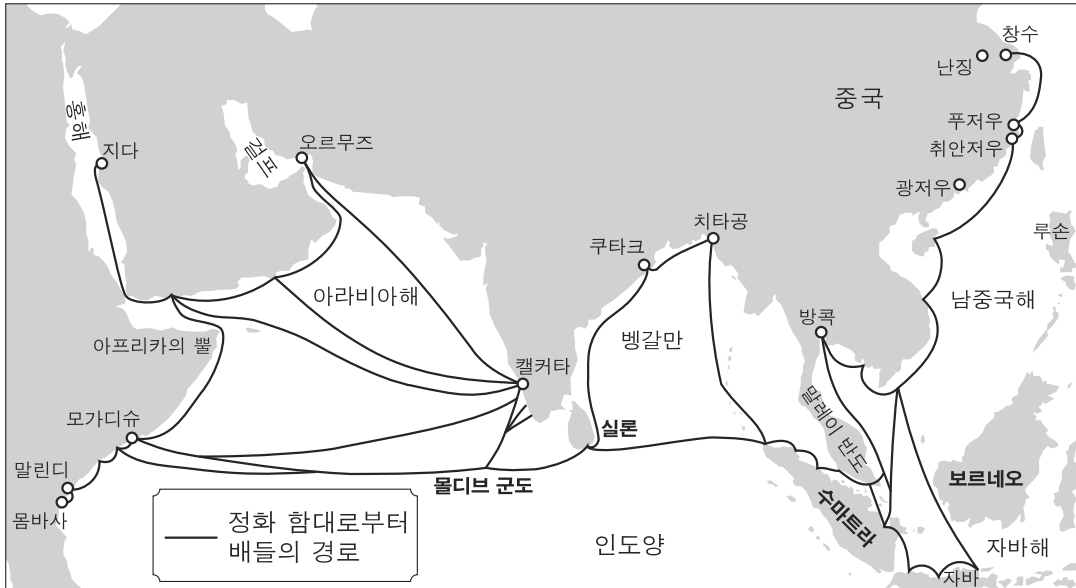 창수
난징
중국
푸저우
취안저우
광저우
홍해
지다
걸프
오르무즈
치타공
쿠타크
루손
아라비아해
남중국해
벵갈만
방콕
아프리카의 뿔
캘커타
말레이 반도
모가디슈
실론
말린디
몰디브 군도
보르네오
몸바사
수마트라
정화 함대로부터
배들의 경로
인도양
자바해
자바